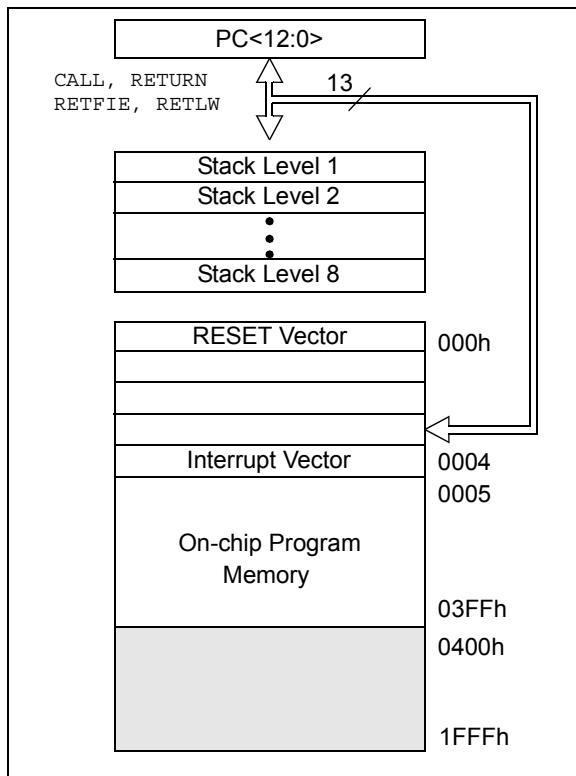 PC<12:0>
CALL, RETURN
RETFIE, RETLW
13
Stack Level 1
Stack Level 2
Stack Level 8
RESET Vector
000h
Interrupt Vector
0004
0005
On-chip Program
Memory
03FFh
0400h
1FFFh